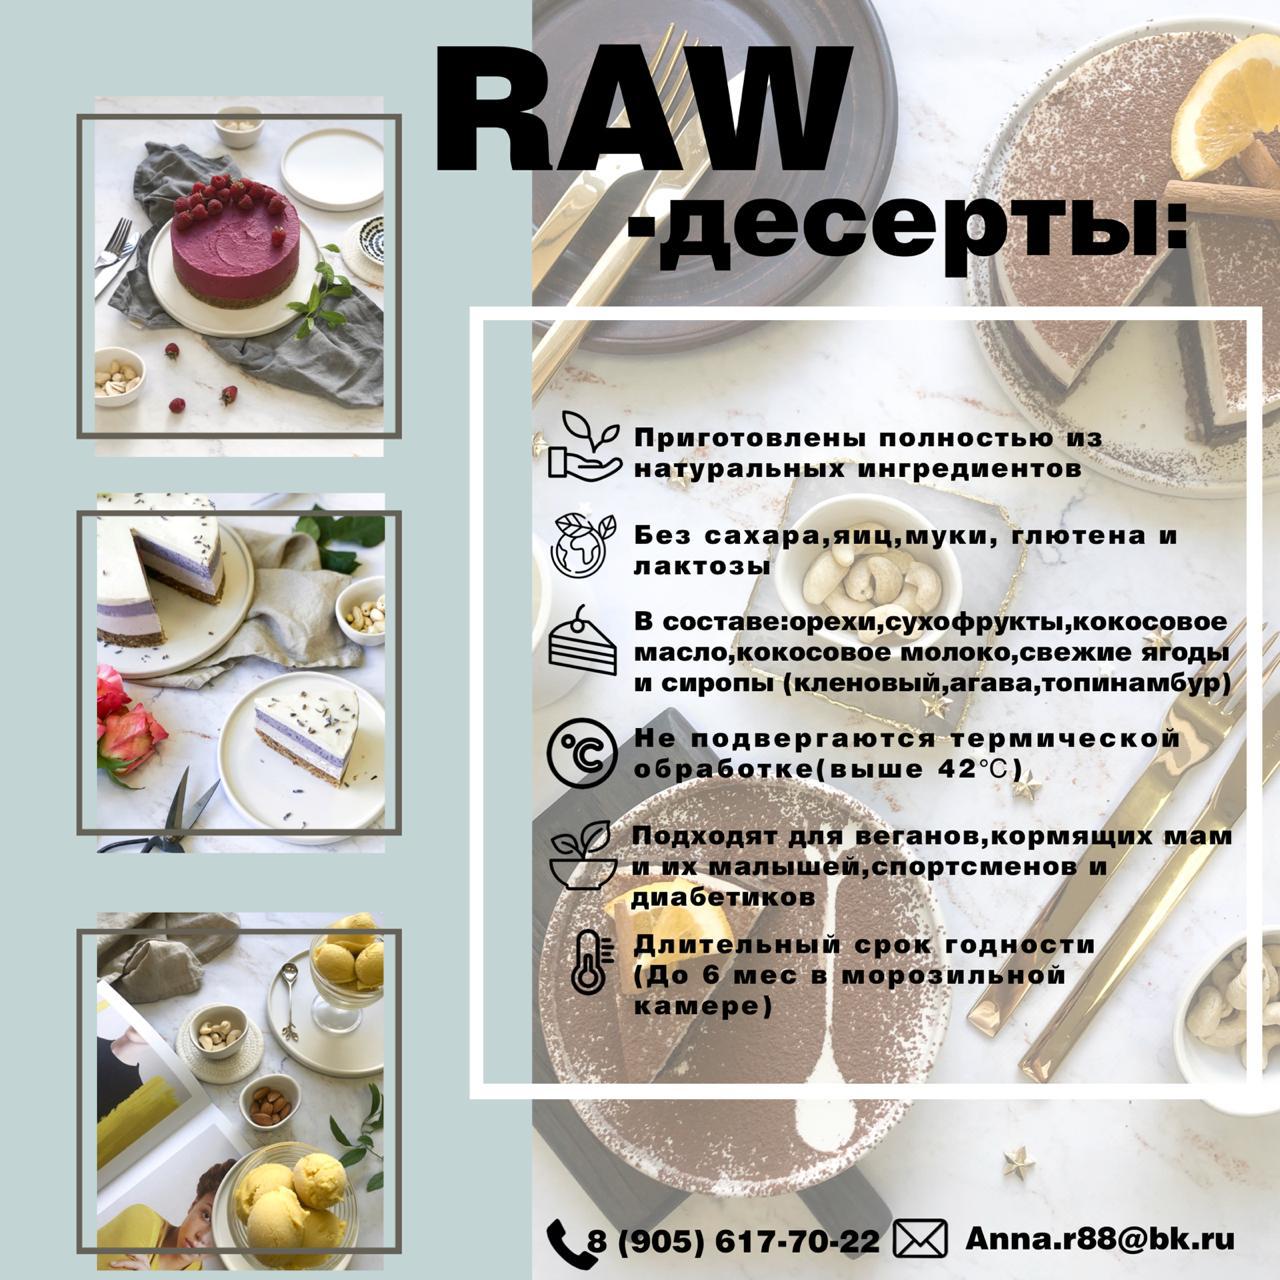 RAW
-десерты:
Приготовлены полностью из
натуральных ингредиентов
Без сахара,яиц,муки, глютена и
лактозы
В составе:орехи,сухофрукты,кокосовое
масло,кокосовое молоко,свежие ягоды
и сиропы (кленовый,агава,топинамбур)
°C
Не подвергаются термической
обработке(выше 42℃)
Подходят для веганов,кормящих мам
и их малышей,спортсменов и
диабетиков
Длительный срок годности
(До 6 мес в морозильной
камере)
8 (905) 617-70-22 Anna.r88@bk.ru